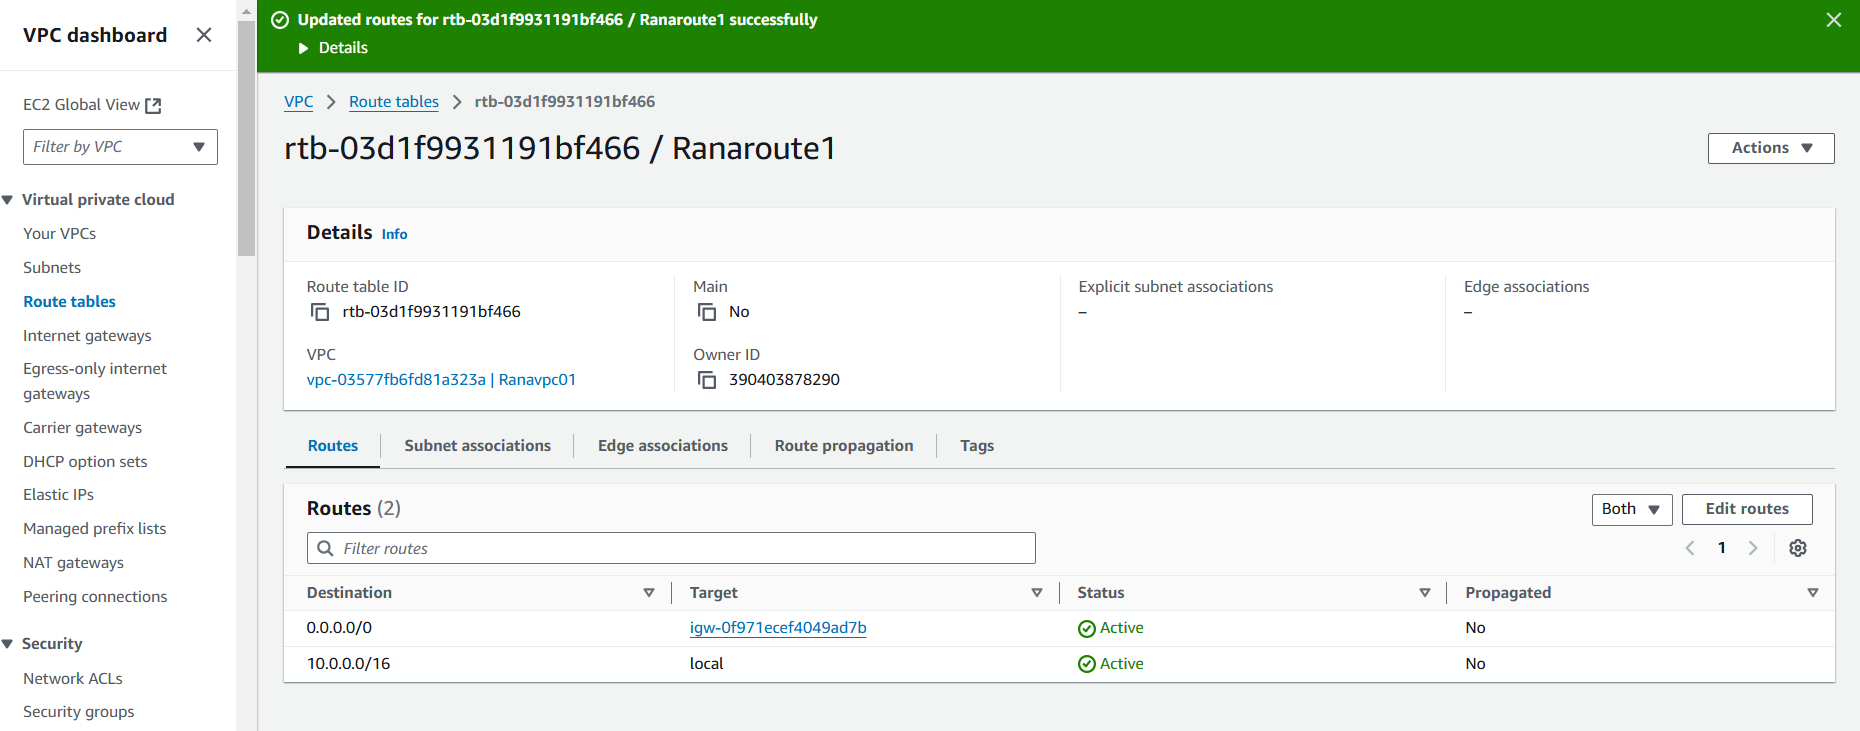 VPC dashboard
EC2 Global View
Filter by VPC
Virtual private cloud
Your VPCs
Subnets
Route tables
Internet gateways
Egress-only internet
gateways
Carrier gateways
DHCP option sets
Elastic IPs
Managed prefix lists
NAT gateways
Peering connections
Security
Network ACLs
Security groups
Updated routes for rtb-03d1f9931191bf466 / Ranaroute1 successfully
Details
VPC > Route tables > rtb-03d1f9931191bf466
rtb-03d1f9931191bf466 / Ranaroute1
Actions
Details Info
Route table ID
rtb-03d1f9931191bf466
Main
No
Explicit subnet associations
–
Edge associations
–
VPC
vpc-03577fb6fd81a323a | Ranavpc01
Owner ID
390403878290
Routes Subnet associations Edge associations Route propagation Tags
Routes (2)
Both Edit routes
Filter routes
1
Destination Target Status Propagated
0.0.0.0/0 igw-0f971ecef4049ad7b Active No
10.0.0.0/16 local Active No